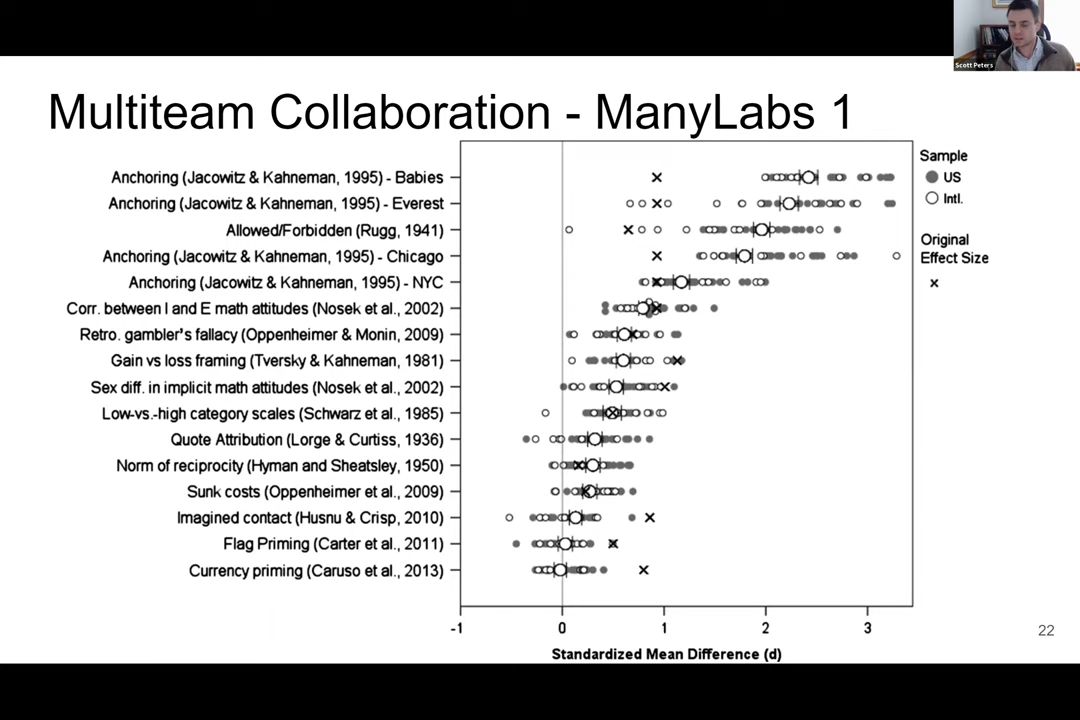 Scott Peters
Multiteam Collaboration - ManyLabs 1
Anchoring (Jacowitz & Kahneman, 1995) - Babies
Anchoring (Jacowitz & Kahneman, 1995) - Everest
Allowed/Forbidden (Rugg, 1941)
Anchoring (Jacowitz & Kahneman, 1995) - Chicago
Anchoring (Jacowitz & Kahneman, 1995) - NYC
Corr. between I and E math attitudes (Nosek et al., 2002)
Retro. gambler's fallacy (Oppenheimer & Monin, 2009)
Gain vs loss framing (Tversky & Kahneman, 1981)
Sex diff. in implicit math attitudes (Nosek et al., 2002)
Low-vs.-high category scales (Schwarz et al., 1985)
Quote Attribution (Lorge & Curtiss, 1936)
Norm of reciprocity (Hyman and Sheatsley, 1950)
Sunk costs (Oppenheimer et al., 2009)
Imagined contact (Husnu & Crisp, 2010)
Flag Priming (Carter et al., 2011)
Currency priming (Caruso et al., 2013)
-1 0 1 2 3
Standardized Mean Difference (d)
Sample
US
Intl.
Original
Effect Size
22